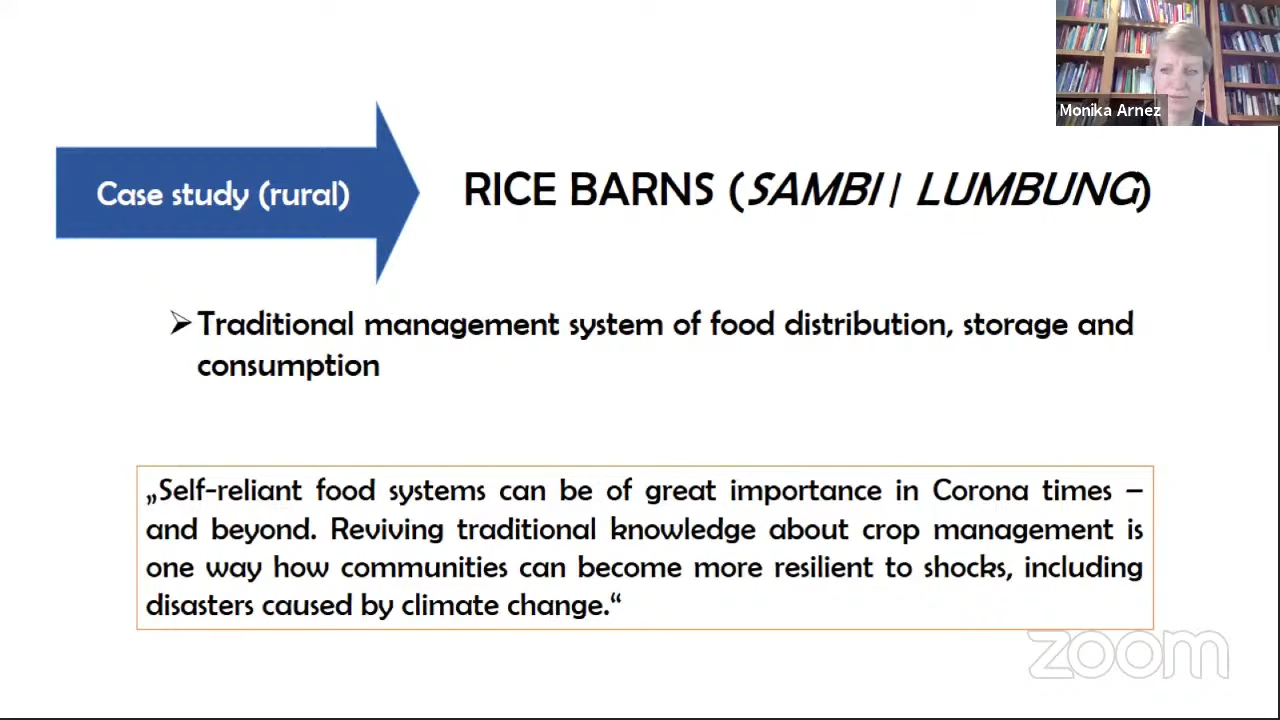 Monika Arnez
Case study (rural)
RICE BARNS (SAMBI / LUMBUNG)
➢ Traditional management system of food distribution, storage and
consumption
„Self-reliant food systems can be of great importance in Corona times –
and beyond. Reviving traditional knowledge about crop management is
one way how communities can become more resilient to shocks, including
disasters caused by climate change.“
zoom